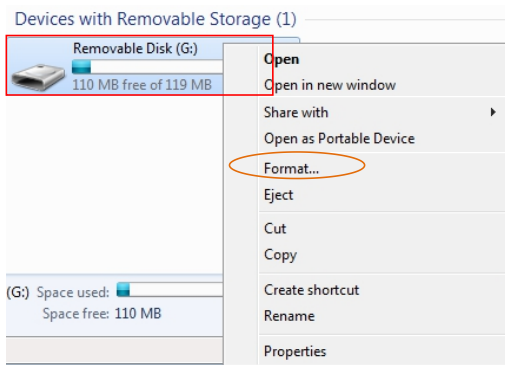 Devices with Removable Storage (1)
Removable Disk (G:)
110 MB free of 119 MB
Open
Open in new window
Share with
Open as Portable Device
Format...
Eject
Cut
Copy
Create shortcut
Rename
Properties
(G:) Space used:
Space free: 110 MB